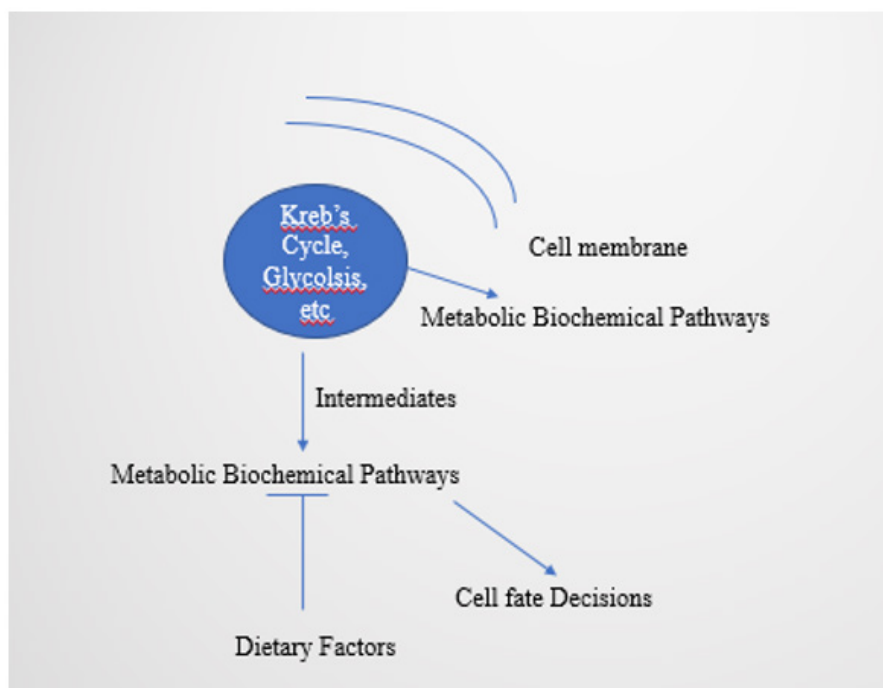 Kreb's
Cycle,
Glycolsis,
etc
Cell membrane
Metabolic Biochemical Pathways
Intermediates
Metabolic Biochemical Pathways
Cell fate Decisions
Dietary Factors